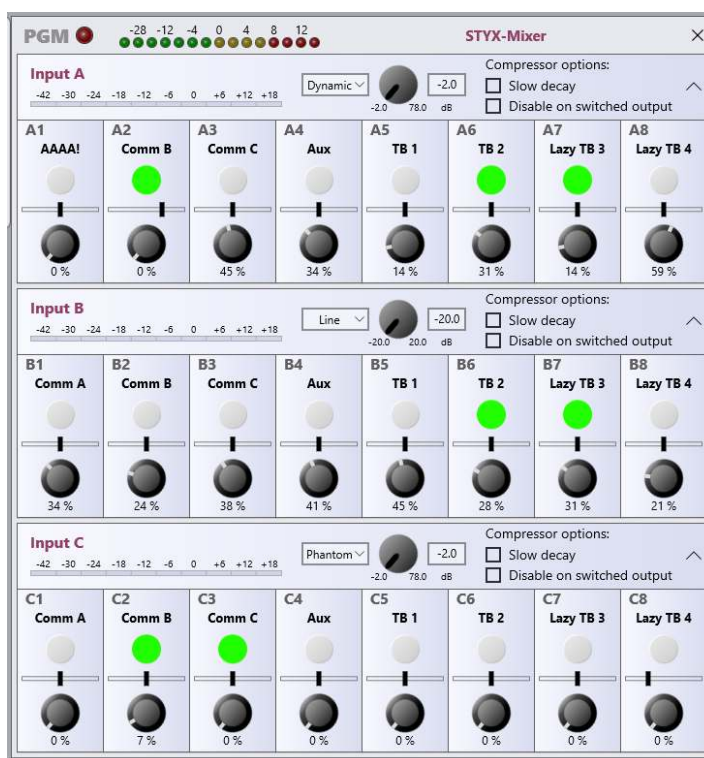 PGM -28 -12 -4 0 4 8 12 STYX-Mixer
Input A Dynamic -2.0 Compressor options:
-42 -30 -24 -18 -12 -6 0 +6 +12 +18 -2.0 78.0 dB Slow decay
Disable on switched output
A1 A2 A3 A4 A5 A6 A7 A8
AAAA! Comm B Comm C Aux TB 1 TB 2 Lazy TB 3 Lazy TB 4
0 % 0 % 45 % 34 % 14 % 31 % 14 % 59 %
Input B Line -20.0 Compressor options:
-42 -30 -24 -18 -12 -6 0 +6 +12 +18 -20.0 20.0 dB Slow decay
Disable on switched output
B1 B2 B3 B4 B5 B6 B7 B8
Comm A Comm B Comm C Aux TB 1 TB 2 Lazy TB 3 Lazy TB 4
34 % 24 % 38 % 41 % 45 % 28 % 31 % 21 %
Input C Phantom -2.0 Compressor options:
-42 -30 -24 -18 -12 -6 0 +6 +12 +18 -2.0 78.0 dB Slow decay
Disable on switched output
C1 C2 C3 C4 C5 C6 C7 C8
Comm A Comm B Comm C Aux TB 1 TB 2 Lazy TB 3 Lazy TB 4
0 % 7 % 0 % 0 % 0 % 0 % 0 % 0 %